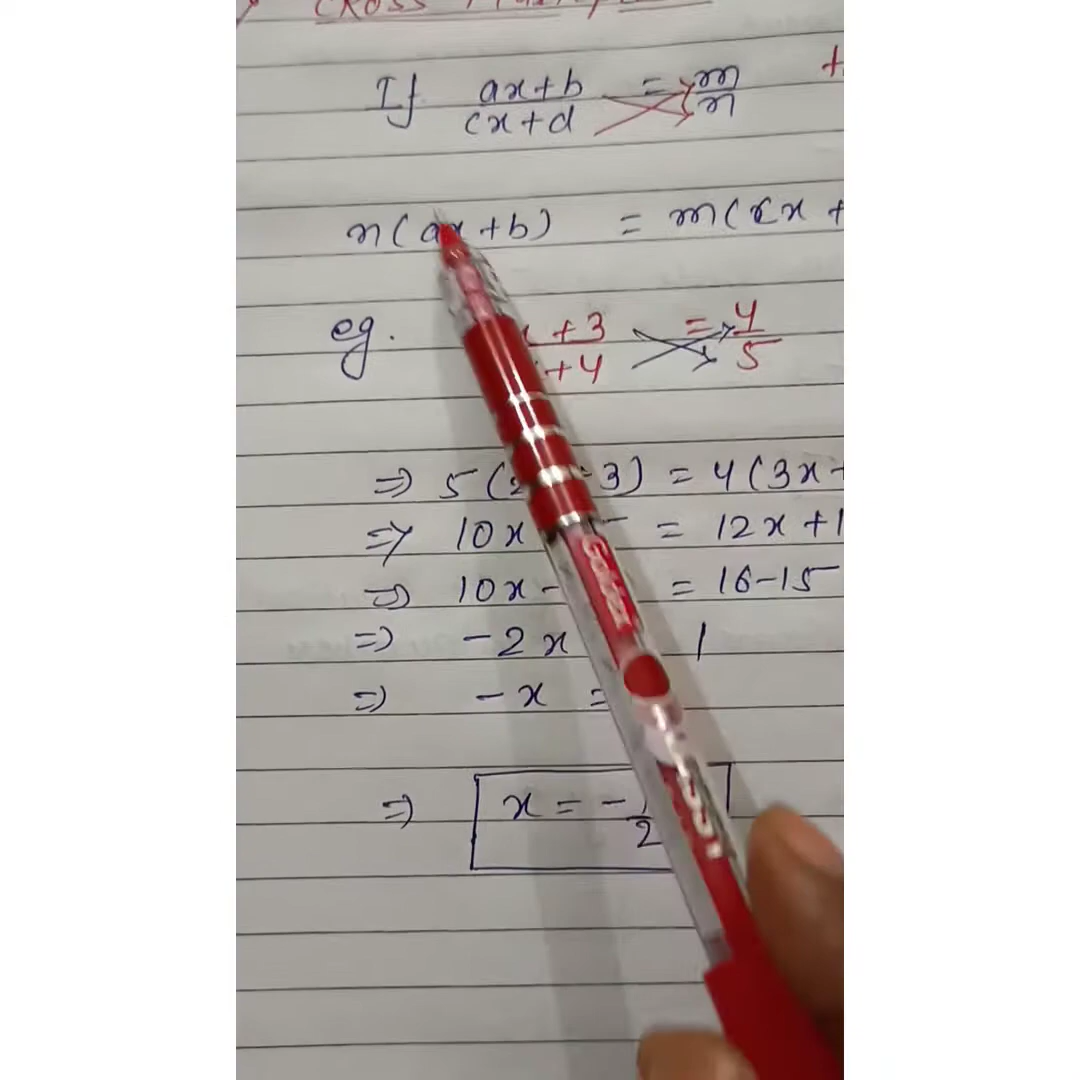 If ax+b = m
cx+d n
n(ax+b) = m(cx +
eg. x +3 = 4
+4 5
=> 5(2 3) = 4(3x+
=> 10x = 12x +1
=> 10x- = 16-15
=> -2x 1
=> -x =
=> x = -
2